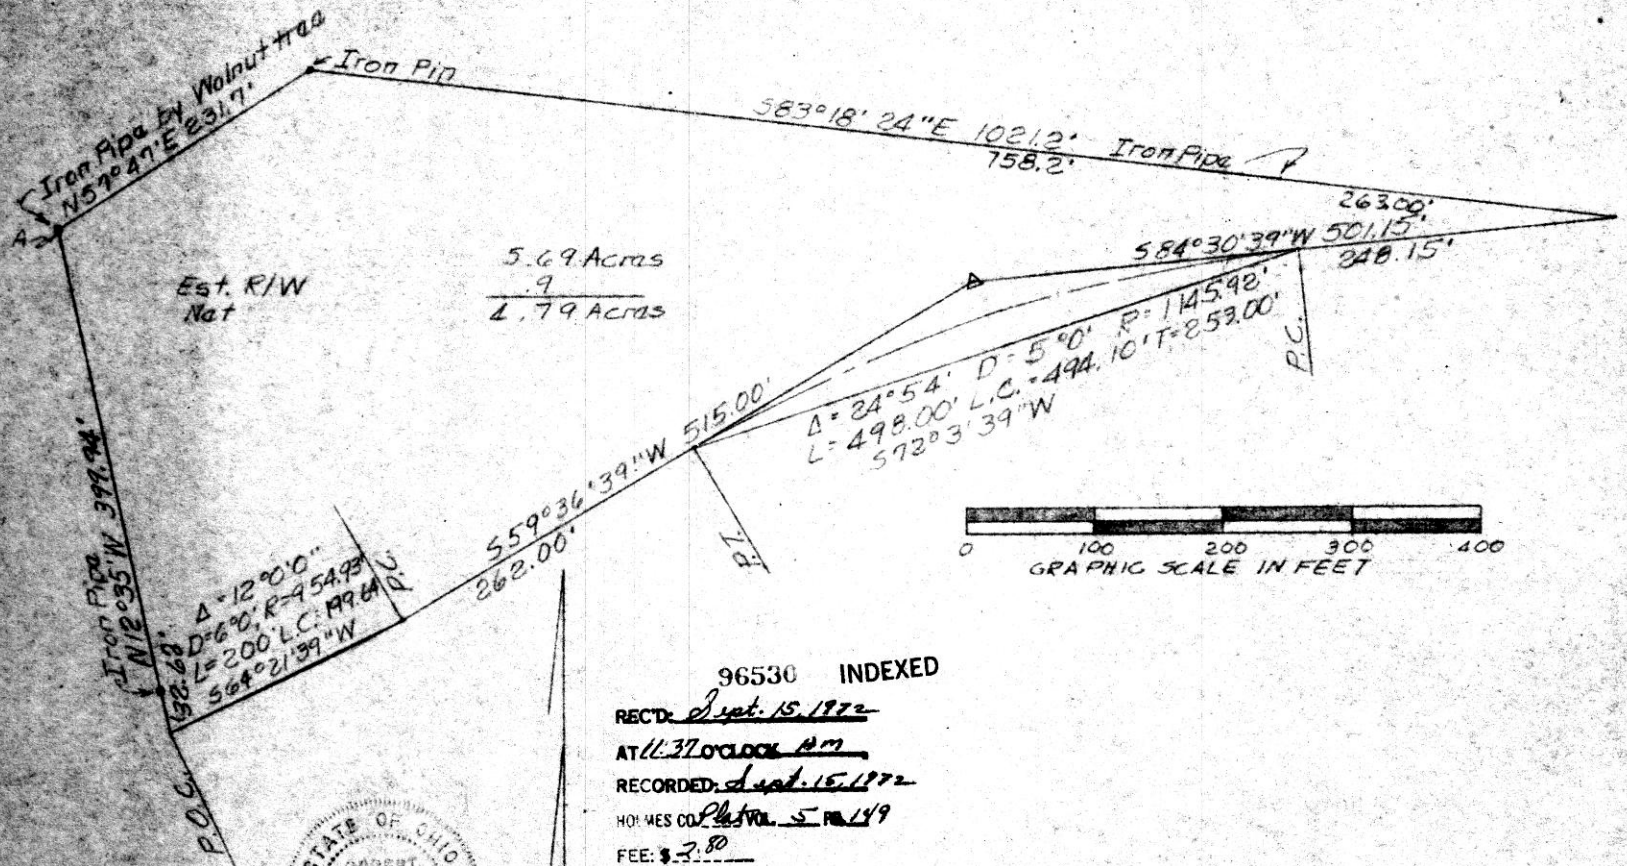 Iron Pipe by Walnut tree
N57°47'E 231.7'
Iron Pin
A
S83°18'24"E 1021.2'
758.2'
Iron Pipe
263.00'
S84°30'39"W 501.15'
248.15'
Est. R/W
Net
5.69 Acres
.9
4.79 Acres
Δ
Δ = 24°54' D = 5°0' R = 1145.92'
L = 498.00' L.C. = 494.10' T = 253.00'
S72°3'39"W
P.C.
S59°36'39"W 515.00'
262.00'
P.T.
Iron Pipe
N12°35'W 399.94'
32.68'
Δ = 12°0'0"
D=6°0', R=954.93'
L=200' L.C. 199.64
S64°21'39"W
P.C.
P.O.C.
0 100 200 300 400
GRAPHIC SCALE IN FEET
96530 INDEXED
REC'D: Sept. 15, 1972
AT 11:37 O'CLOCK AM
RECORDED: Sept. 15, 1972
HOLMES CO. Plat VOL. 5 PG. 149
FEE: $ 2.80
STATE OF OHIO
ROBERT